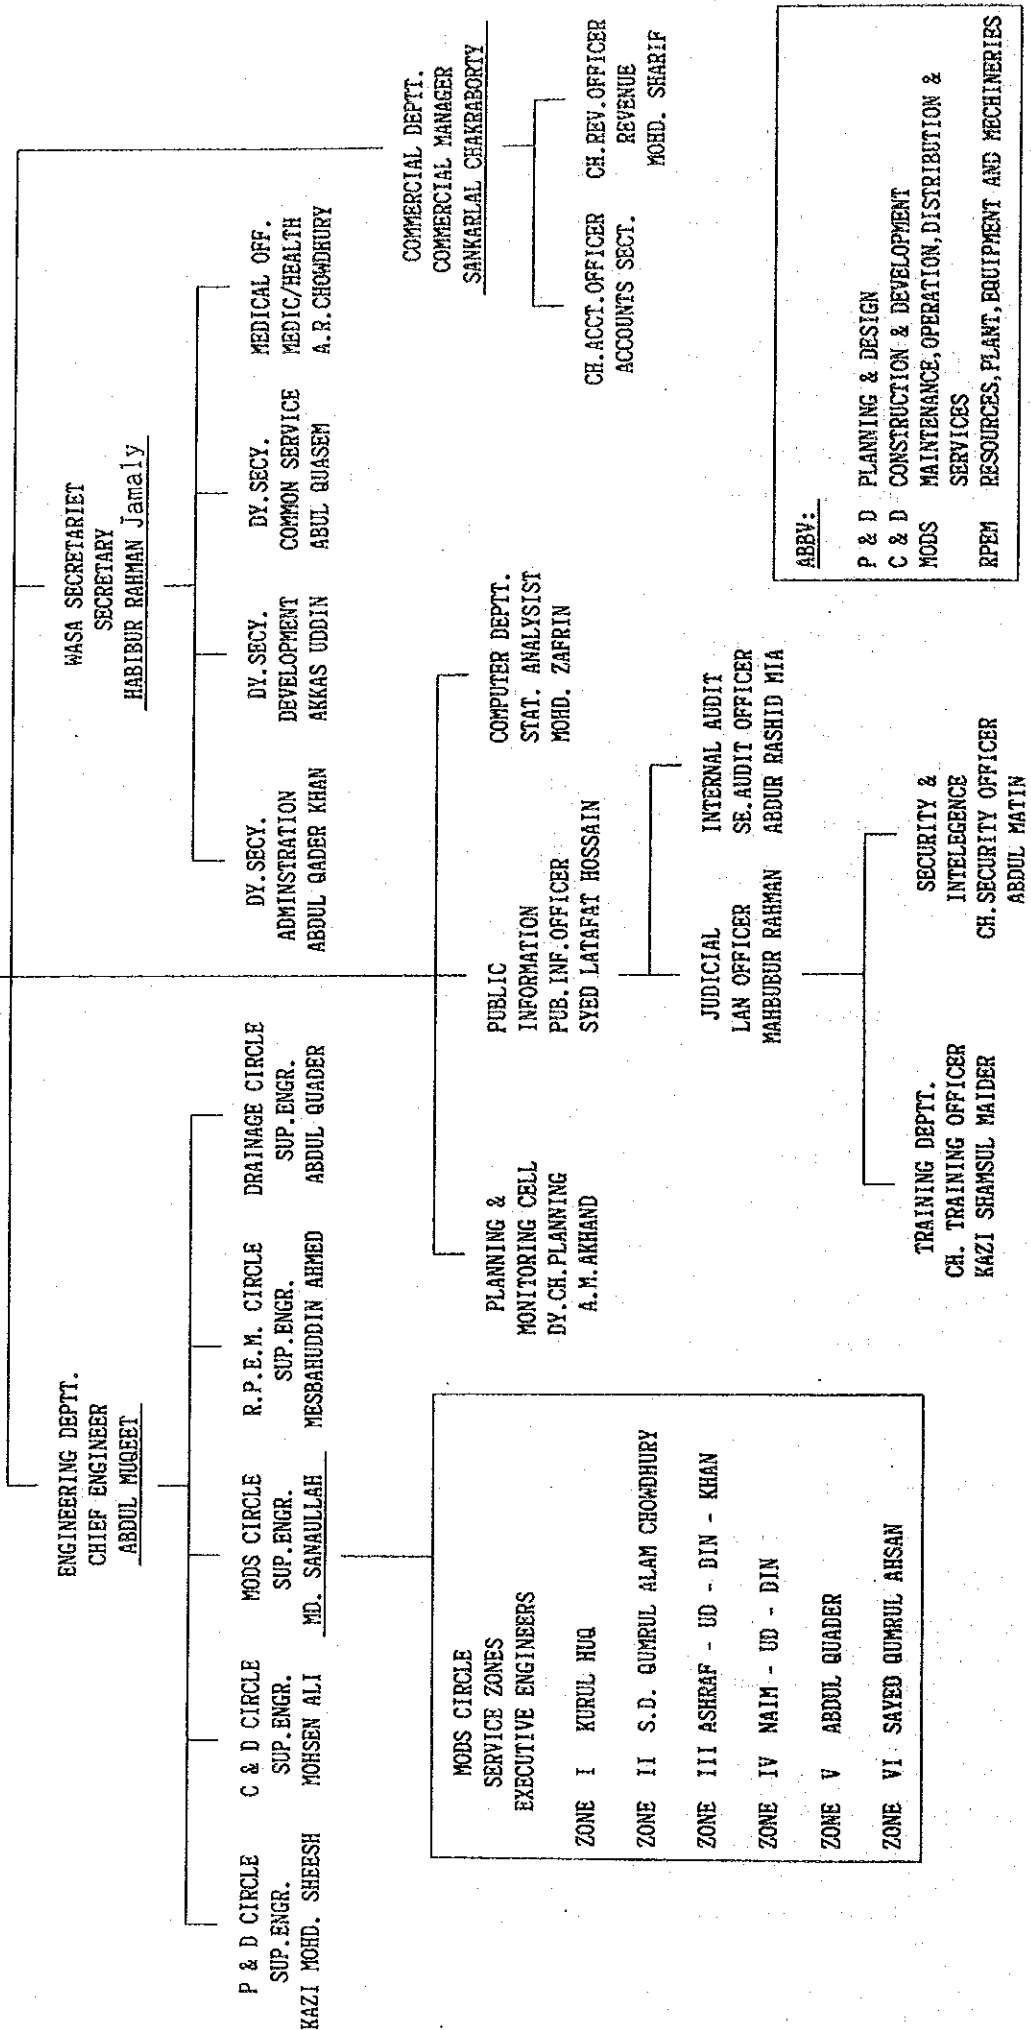 ENGINEERING DEPTT.
CHIEF ENGINEER
ABDUL MUQEET
WASA SECRETARIET
SECRETARY
HABIBUR RAHMAN Jamaly
P & D CIRCLE
SUP.ENGR.
KAZI MOHD. SHEESH
C & D CIRCLE
SUP.ENGR.
MOHSEN ALI
MODS CIRCLE
SUP.ENGR.
MD. SANAULLAH
R.P.E.M. CIRCLE
SUP.ENGR.
MESBAHUDDIN AHMED
DRAINAGE CIRCLE
SUP.ENGR.
ABDUL QUADER
DY.SECY.
ADMINSTRATION
ABDUL QADER KHAN
DY.SECY.
DEVELOPMENT
AKKAS UDDIN
DY.SECY.
COMMON SERVICE
ABUL QUASEM
MEDICAL OFF.
MEDIC/HEALTH
A.R.CHOWDHURY
COMMERCIAL DEPTT.
COMMERCIAL MANAGER
SANKARLAL CHAKRABORTY
CH.ACCT.OFFICER
ACCOUNTS SECT.
CH.REV.OFFICER
REVENUE
MOHD. SHARIF
MODS CIRCLE
SERVICE ZONES
EXECUTIVE ENGINEERS
ZONE I KURUL HUQ
ZONE II S.D. QUMRUL ALAM CHOWDHURY
ZONE III ASHRAF - UD - DIN - KHAN
ZONE IV NAIM - UD - DIN
ZONE V ABDUL QUADER
ZONE VI SAYED QUMRUL AHSAN
PLANNING &
MONITORING CELL
DY.CH.PLANNING
A.M.AKHAND
PUBLIC
INFORMATION
PUB.INF.OFFICER
SYED LATAFAT HOSSAIN
COMPUTER DEPTT.
STAT. ANALYSIST
MOHD. ZAFRIN
JUDICIAL
LAN OFFICER
MAHBUBUR RAHMAN
INTERNAL AUDIT
SE.AUDIT OFFICER
ABDUR RASHID MIA
TRAINING DEPTT.
CH. TRAINING OFFICER
KAZI SHAMSUL MAIDER
SECURITY &
INTELEGENCE
CH.SECURITY OFFICER
ABDUL MATIN
ABBV:
P & D PLANNING & DESIGN
C & D CONSTRUCTION & DEVELOPMENT
MODS MAINTENANCE,OPERATION,DISTRIBUTION &
SERVICES
RPEM RESOURCES,PLANT,EQUIPMENT AND MECHINERIES